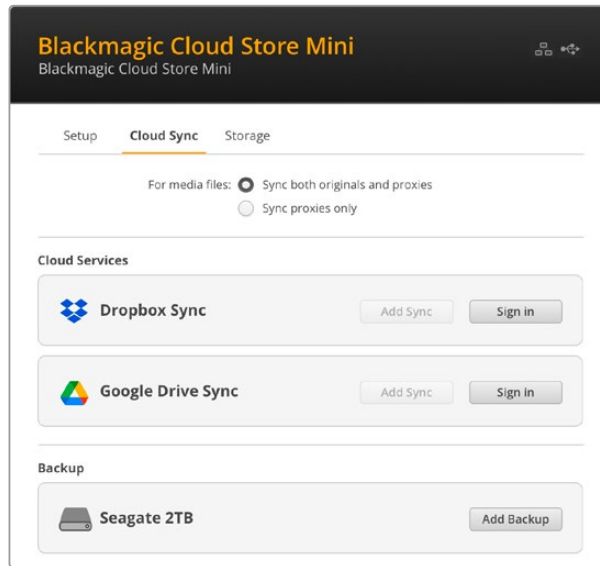 Blackmagic Cloud Store Mini
Blackmagic Cloud Store Mini
Setup Cloud Sync Storage
For media files: Sync both originals and proxies
Sync proxies only
Cloud Services
Dropbox Sync Add Sync Sign in
Google Drive Sync Add Sync Sign in
Backup
Seagate 2TB Add Backup